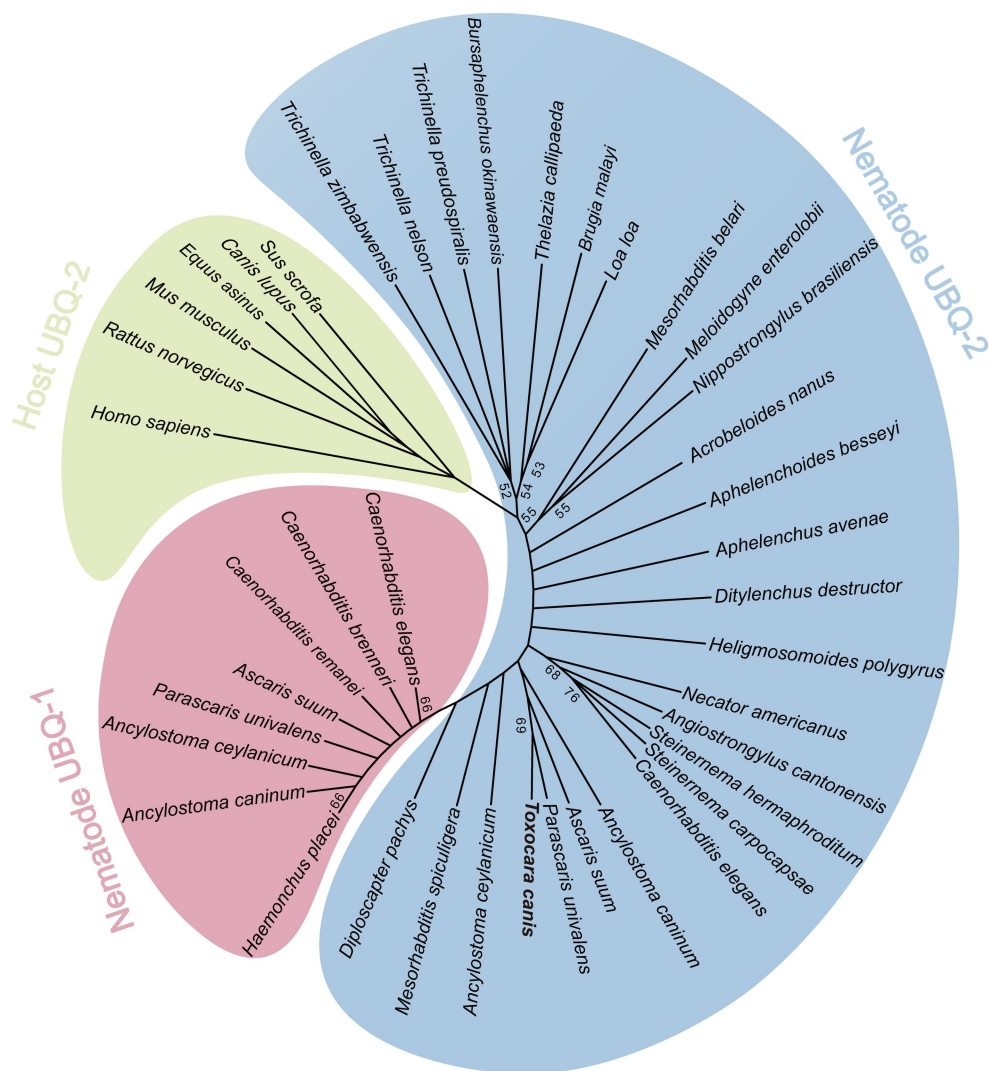 Nematode UBQ-2
Bursaphelenchus okinawaensis
Trichinella preudospiralis
Trichinella nelson
Trichinella zimbabwensis
Thelazia callipaeda
Brugia malayi
Loa loa
Mesorhabditis belari
Meloidogyne enterolobii
Nippostrongylus brasiliensis
Acrobeloides nanus
Aphelenchoides besseyi
Aphelenchus avenae
Ditylenchus destructor
Heligmosomoides polygyrus
Necator americanus
Angiostrongylus cantonensis
Steinernema hermaphroditum
Steinernema carpocapsae
Caenorhabditis elegans
Ancylostoma caninum
Ascaris suum
Parascaris univalens
Toxocara canis
Ancylostoma ceylanicum
Mesorhabditis spiculigera
Diploscapter pachys
52
54
53
55
55
68
76
69
Host UBQ-2
Sus scrofa
Canis lupus
Equus asinus
Mus musculus
Rattus norvegicus
Homo sapiens
Nematode UBQ-1
Caenorhabditis elegans
Caenorhabditis brenneri
Caenorhabditis remanei
Ascaris suum
Parascaris univalens
Ancylostoma ceylanicum
Ancylostoma caninum
Haemonchus placei
66
66